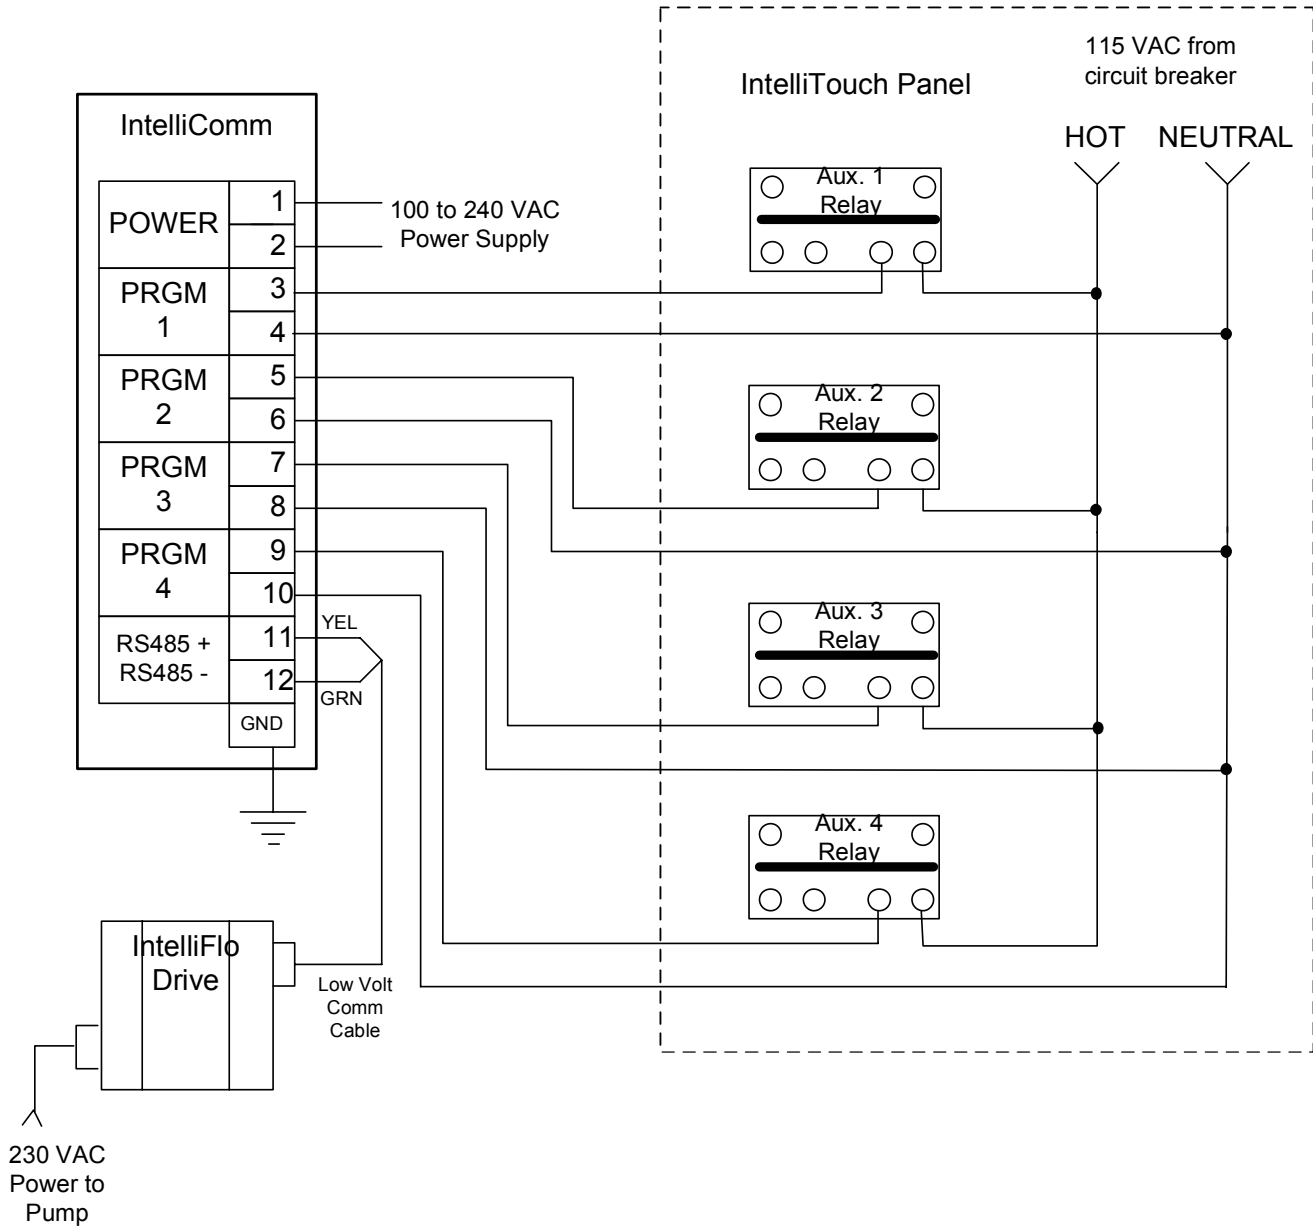 115 VAC from
circuit breaker
IntelliTouch Panel
HOT NEUTRAL
IntelliComm
POWER
1
2
100 to 240 VAC
Power Supply
PRGM
1
3
4
PRGM
2
5
6
PRGM
3
7
8
PRGM
4
9
10
RS485 +
RS485 -
11
12
YEL
GRN
GND
Aux. 1
Relay
Aux. 2
Relay
Aux. 3
Relay
Aux. 4
Relay
IntelliFlo
Drive
Low Volt
Comm
Cable
230 VAC
Power to
Pump